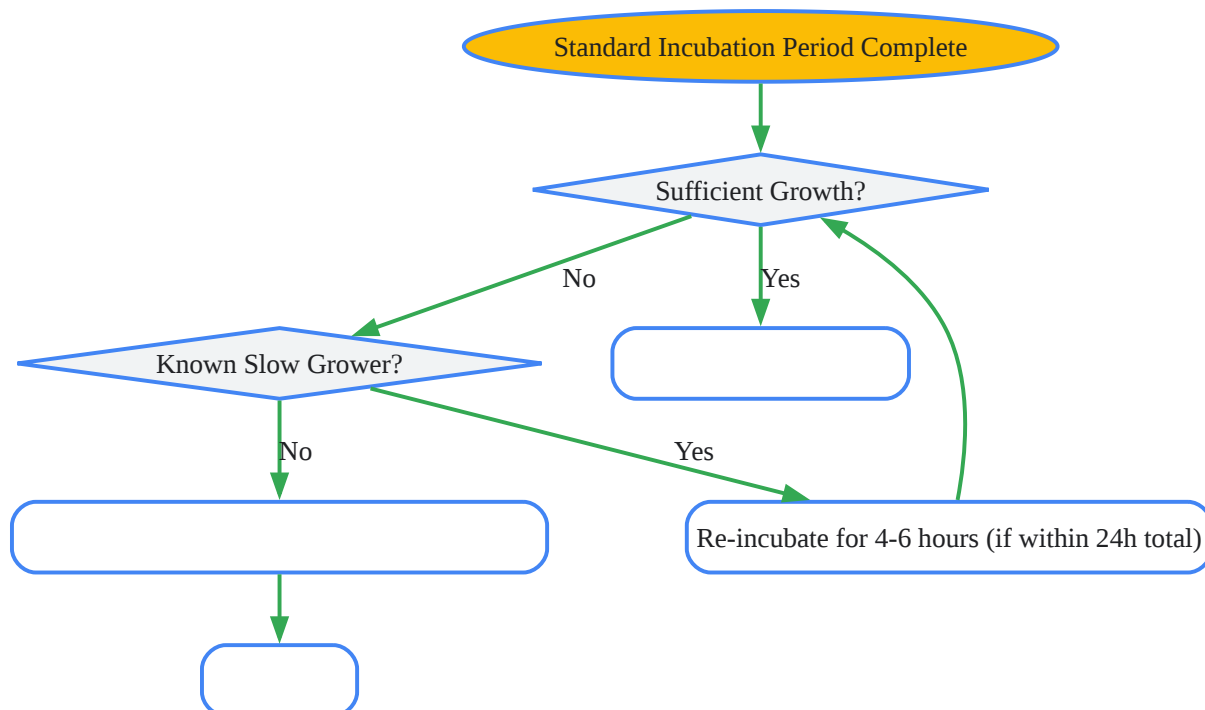 Standard Incubation Period Complete
Sufficient Growth?
No
Yes
Known Slow Grower?
No
Yes
Re-incubate for 4-6 hours (if within 24h total)